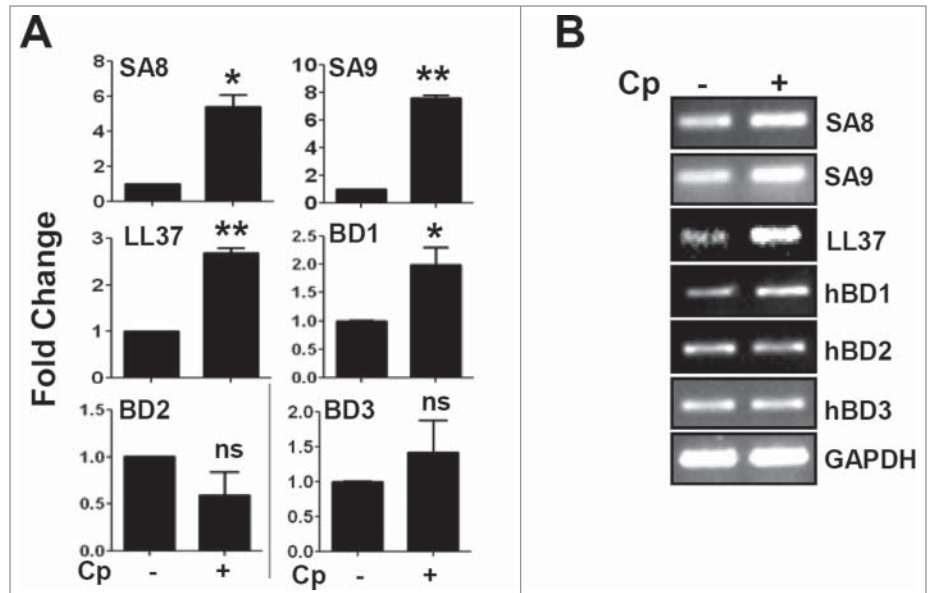 A
Fold Change
SA8
*
8
6
4
2
0
SA9
**
10
8
6
4
2
0
LL37
**
3
2
1
0
BD1
*
2.5
2.0
1.5
1.0
0.5
0.0
BD2
ns
1.5
1.0
0.5
0.0
BD3
ns
2.0
1.5
1.0
0.5
0.0
Cp - +
Cp - +
B
Cp - +
SA8
SA9
LL37
hBD1
hBD2
hBD3
GAPDH